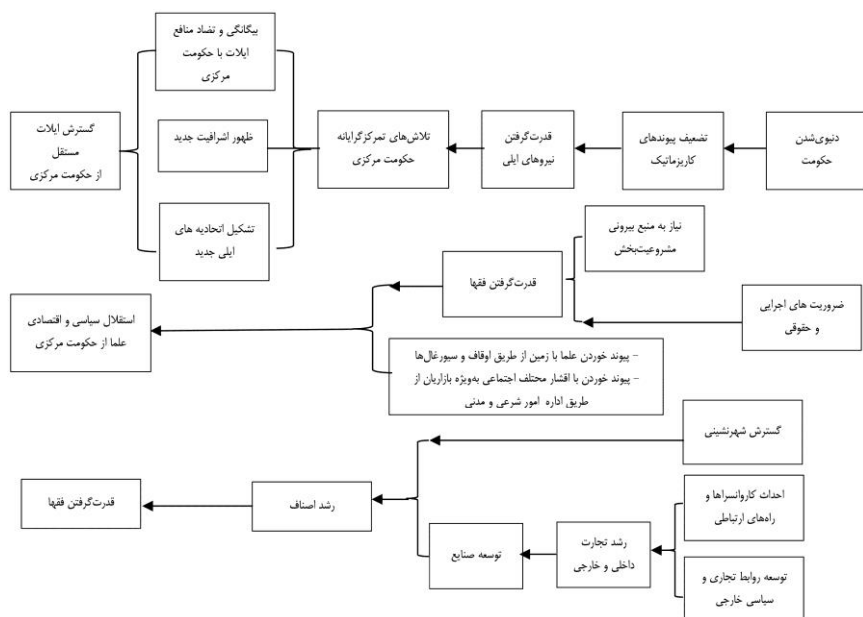 دنیوی‌شدن
حکومت
تضعیف پیوندهای
کاریزماتیک
قدرت‌گرفتن
نیروهای ایلی
تلاش‌های تمرکزگرایانه
حکومت مرکزی
بیگانگی و تضاد منافع
ایلات با حکومت
مرکزی
ظهور اشرافیت جدید
تشکیل اتحادیه های
ایلی جدید
گسترش ایلات
مستقل
از حکومت مرکزی
نیاز به منبع بیرونی
مشروعیت‌بخش
ضروریت های اجرایی
و حقوقی
قدرت‌گرفتن فقها
- پیوند خوردن علما با زمین از طریق اوقاف و سیورغال‌ها
- پیوند خوردن با اقشار مختلف اجتماعی به‌ویژه بازاریان از
طریق اداره امور شرعی و مدنی
استقلال سیاسی و اقتصادی
علما از حکومت مرکزی
گسترش شهرنشینی
احداث کاروانسراها و
راه‌های ارتباطی
توسعه روابط تجاری و
سیاسی خارجی
رشد تجارت
داخلی و خارجی
توسعه صنایع
رشد اصناف
قدرت‌گرفتن فقها